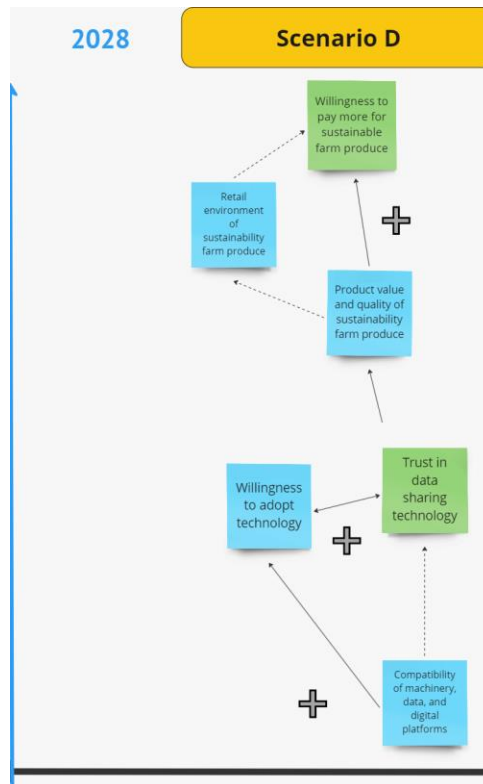 2028
Scenario D
Willingness to
pay more for
sustainable
farm produce
Retail
environment
of
sustainability
farm produce
Product value
and quality of
sustainability
farm produce
Willingness
to adopt
technology
Trust in
data
sharing
technology
Compatibility
of machinery,
data, and
digital
platforms